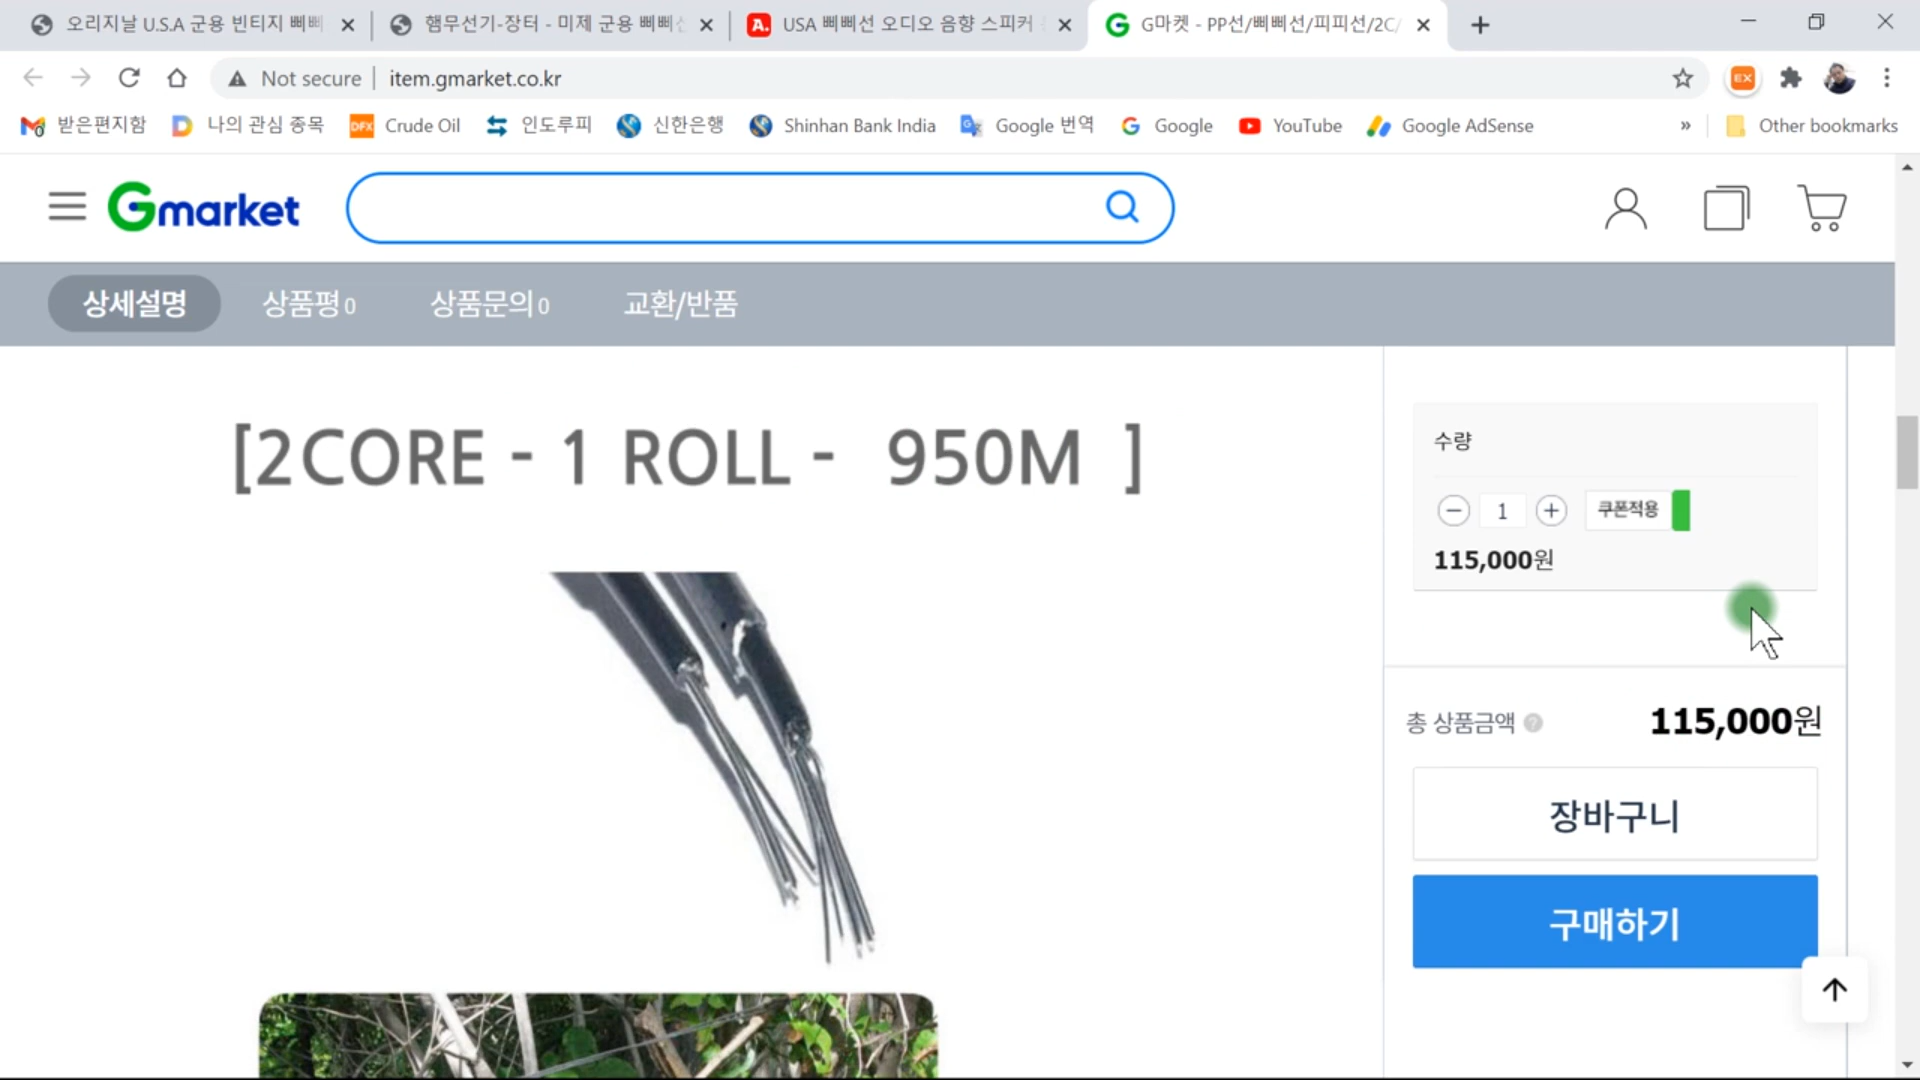 오리지날 U.S.A 군용 빈티지 삐삐
햄무선기-장터 - 미제 군용 삐삐선
USA 삐삐선 오디오 음향 스피커
G마켓 - PP선/삐삐선/피피선/2C/
Not secure
item.gmarket.co.kr
EX
받은편지함
나의 관심 종목
DFX
Crude Oil
인도루피
신한은행
Shinhan Bank India
Google 번역
Google
YouTube
Google AdSense
Other bookmarks
Gmarket
상세설명
상품평 0
상품문의 0
교환/반품
[2CORE - 1 ROLL - 950M ]
수량
1
쿠폰적용
115,000원
총 상품금액
115,000원
장바구니
구매하기